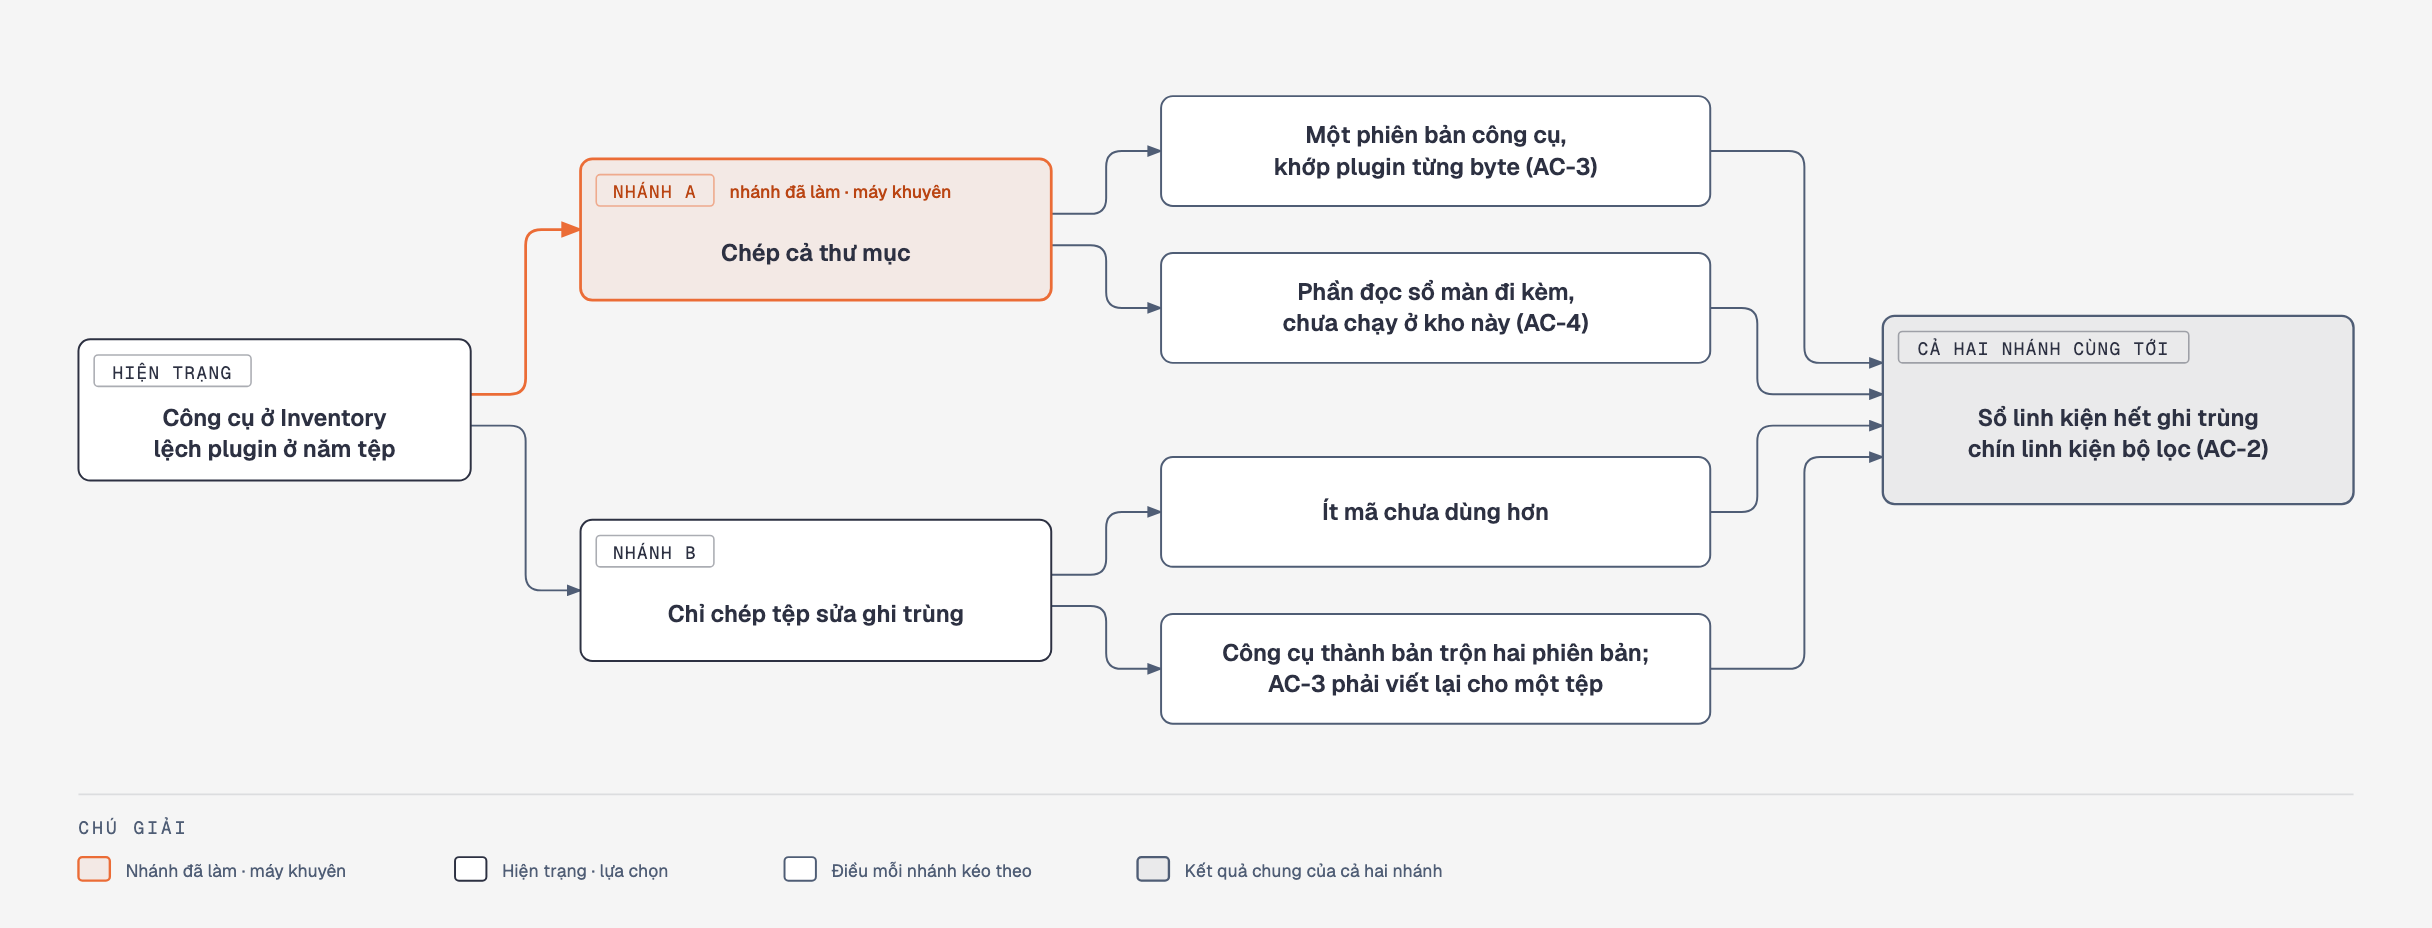 HIỆN TRẠNG
Công cụ ở Inventory
lệch plugin ở năm tệp
NHÁNH A
nhánh đã làm · máy khuyên
Chép cả thư mục
NHÁNH B
Chỉ chép tệp sửa ghi trùng
Một phiên bản công cụ,
khớp plugin từng byte (AC-3)
Phần đọc sổ màn đi kèm,
chưa chạy ở kho này (AC-4)
Ít mã chưa dùng hơn
Công cụ thành bản trộn hai phiên bản;
AC-3 phải viết lại cho một tệp
CẢ HAI NHÁNH CÙNG TỚI
Sổ linh kiện hết ghi trùng
chín linh kiện bộ lọc (AC-2)
CHÚ GIẢI
Nhánh đã làm · máy khuyên
Hiện trạng · lựa chọn
Điều mỗi nhánh kéo theo
Kết quả chung của cả hai nhánh